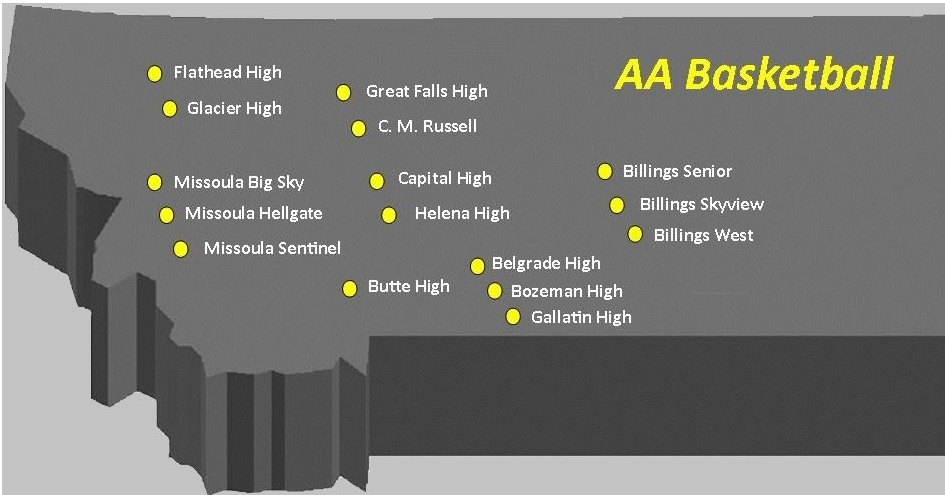 AA Basketball
Flathead High
Great Falls High
Glacier High
C. M. Russell
Billings Senior
Missoula Big Sky
Capital High
Billings Skyview
Missoula Hellgate
Helena High
Billings West
Missoula Sentinel
Belgrade High
Butte High
Bozeman High
Gallatin High